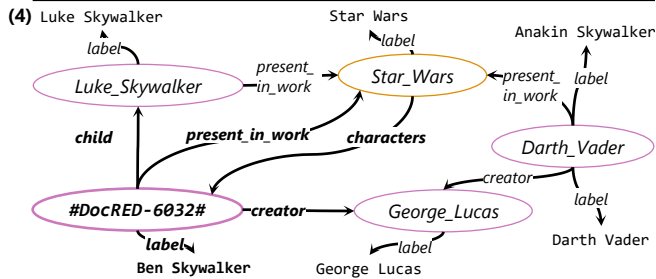 (4)
Luke Skywalker
Star Wars
Anakin Skywalker
label
label
label
Luke_Skywalker
present_
in_work
Star_Wars
present_
in_work
child
present_in_work
characters
Darth_Vader
#DocRED-6032#
creator
creator
George_Lucas
label
label
label
Ben Skywalker
George Lucas
Darth Vader